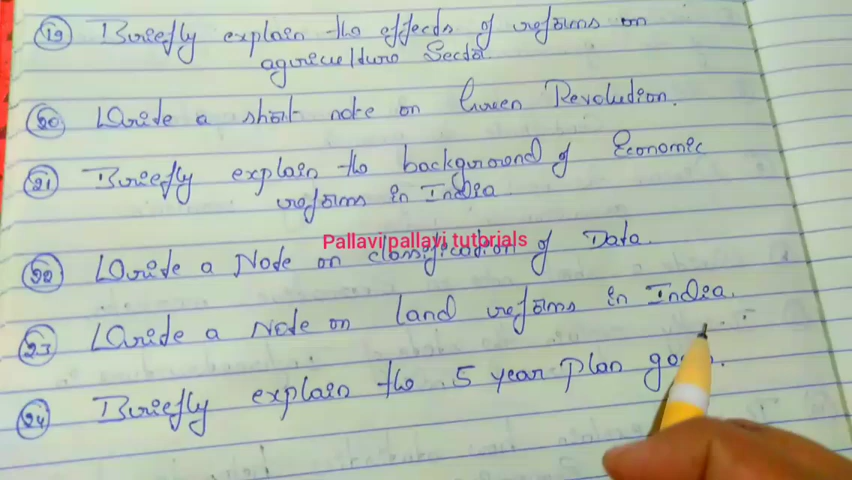 19 Briefly explain the effects of reforms on
agriculture Sector
20 Write a short note on Green Revolution.
21 Briefly explain the background of Economic
reforms in India
Pallavi pallavi tutorials
22 Write a Note on classification of Data.
23 Write a Note on land reforms in India.
24 Briefly explain the 5 year plan